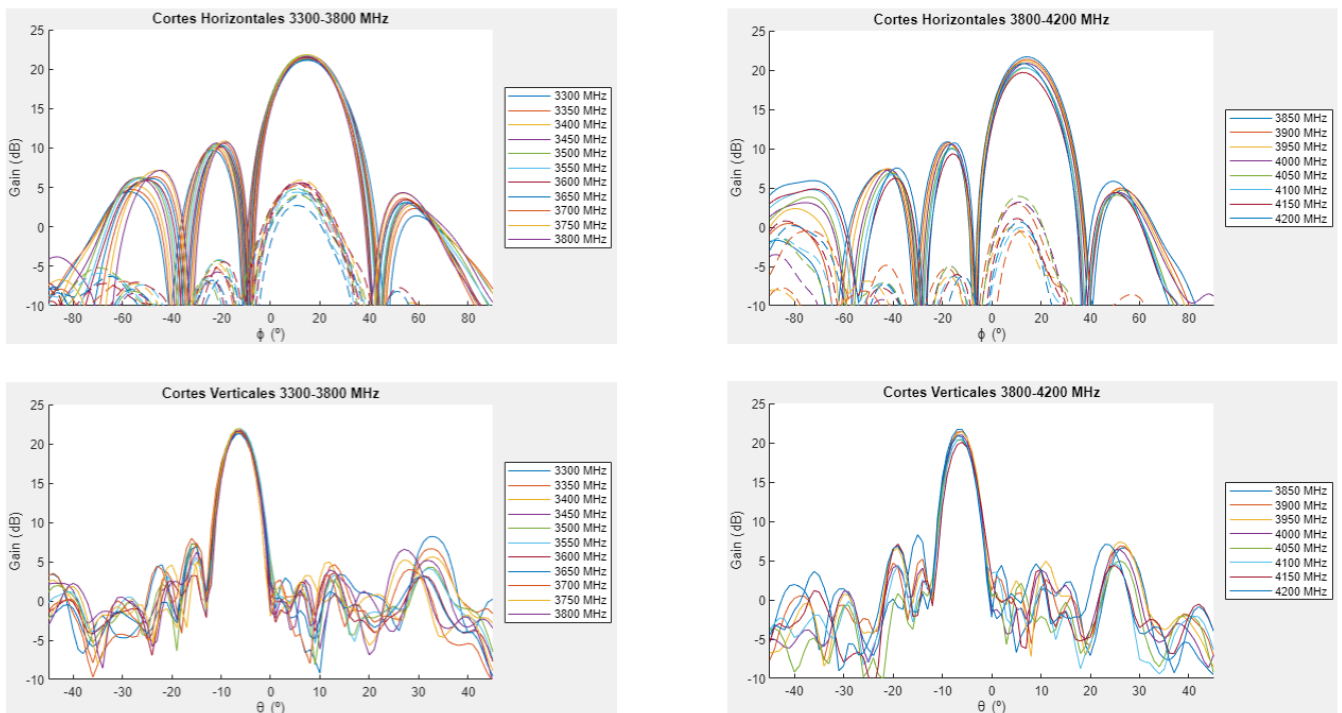 Cortes Horizontales 3300-3800 MHz
25
20
15
10
5
0
-5
-10
Gain (dB)
-80 -60 -40 -20 0 20 40 60 80
ϕ (º)
3300 MHz
3350 MHz
3400 MHz
3450 MHz
3500 MHz
3550 MHz
3600 MHz
3650 MHz
3700 MHz
3750 MHz
3800 MHz
Cortes Horizontales 3800-4200 MHz
25
20
15
10
5
0
-5
-10
Gain (dB)
-80 -60 -40 -20 0 20 40 60 80
ϕ (º)
3850 MHz
3900 MHz
3950 MHz
4000 MHz
4050 MHz
4100 MHz
4150 MHz
4200 MHz
Cortes Verticales 3300-3800 MHz
25
20
15
10
5
0
-5
-10
Gain (dB)
-40 -30 -20 -10 0 10 20 30 40
θ (º)
3300 MHz
3350 MHz
3400 MHz
3450 MHz
3500 MHz
3550 MHz
3600 MHz
3650 MHz
3700 MHz
3750 MHz
3800 MHz
Cortes Verticales 3800-4200 MHz
25
20
15
10
5
0
-5
-10
Gain (dB)
-40 -30 -20 -10 0 10 20 30 40
θ (º)
3850 MHz
3900 MHz
3950 MHz
4000 MHz
4050 MHz
4100 MHz
4150 MHz
4200 MHz